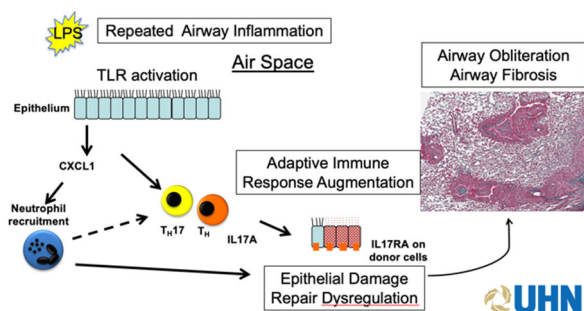 LPS
Repeated Airway Inflammation
Air Space
TLR activation
Epithelium
CXCL1
Neutrophil
recruitment
TH17
TH
IL17A
Adaptive Immune
Response Augmentation
IL17RA on
donor cells
Epithelial Damage
Repair Dysregulation
Airway Obliteration
Airway Fibrosis
UHN